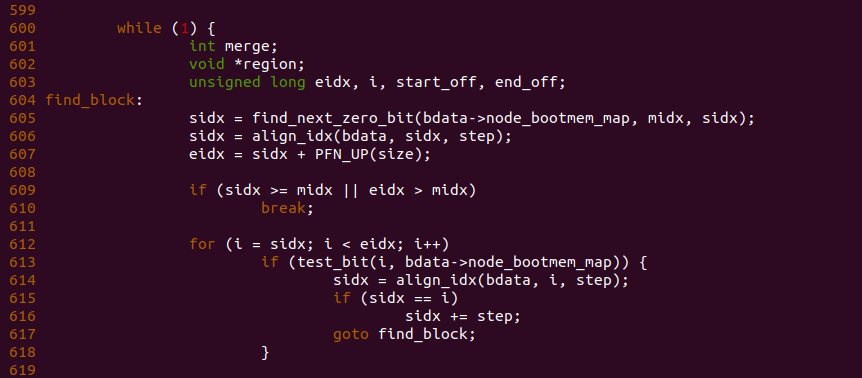 599
600         while (1) {
601                 int merge;
602                 void *region;
603                 unsigned long eidx, i, start_off, end_off;
604 find_block:
605                 sidx = find_next_zero_bit(bdata->node_bootmem_map, midx, sidx);
606                 sidx = align_idx(bdata, sidx, step);
607                 eidx = sidx + PFN_UP(size);
608
609                 if (sidx >= midx || eidx > midx)
610                         break;
611
612                 for (i = sidx; i < eidx; i++)
613                         if (test_bit(i, bdata->node_bootmem_map)) {
614                                 sidx = align_idx(bdata, i, step);
615                                 if (sidx == i)
616                                         sidx += step;
617                                 goto find_block;
618                         }
619